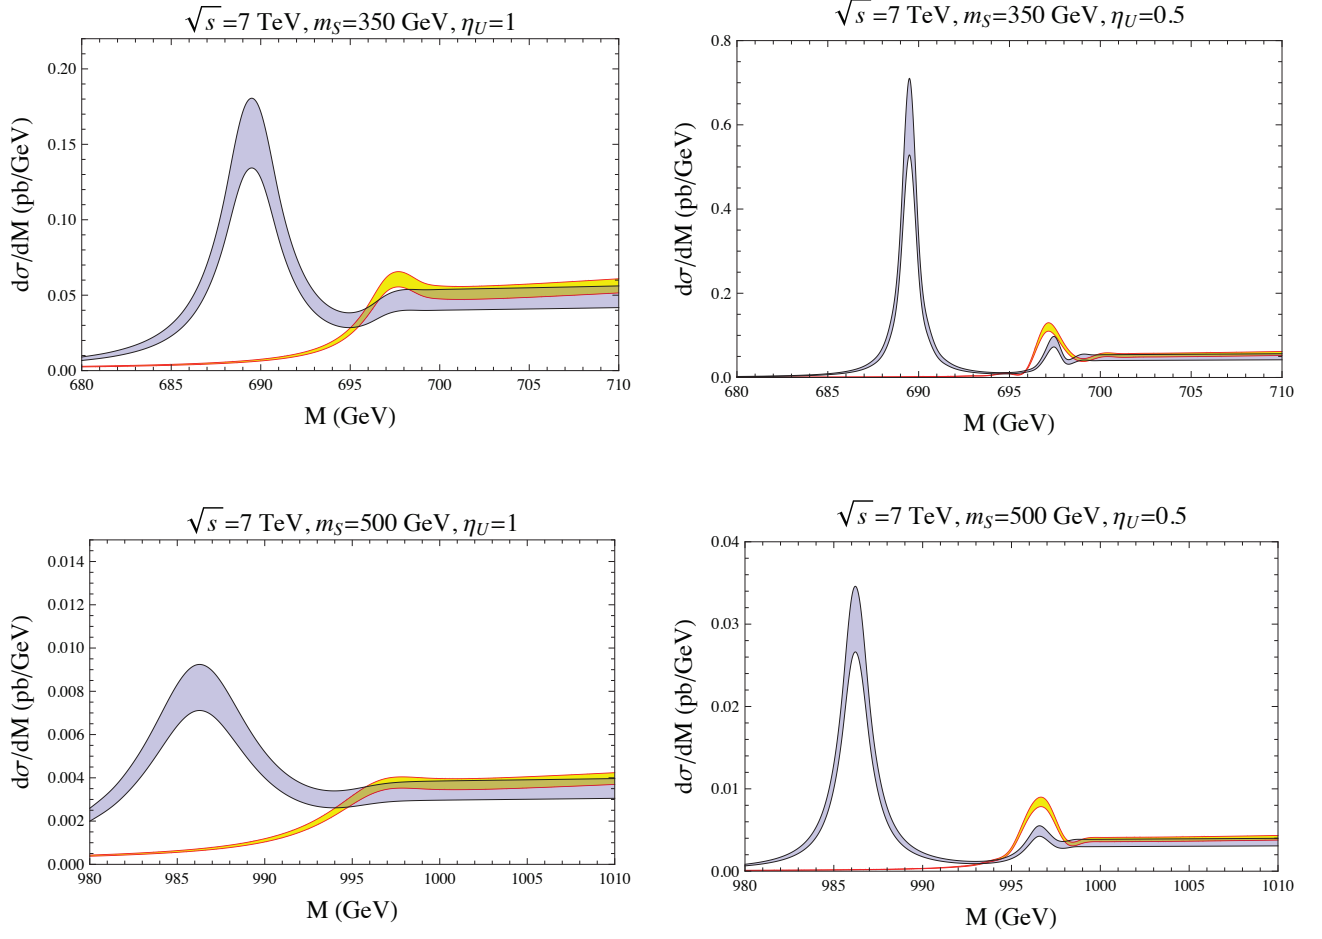 √s =7 TeV, m_S=350 GeV, η_U=1
dσ/dM (pb/GeV)
0.20
0.15
0.10
0.05
0.00
680 685 690 695 700 705 710
M (GeV)
√s =7 TeV, m_S=350 GeV, η_U=0.5
dσ/dM (pb/GeV)
0.8
0.6
0.4
0.2
0.0
680 685 690 695 700 705 710
M (GeV)
√s =7 TeV, m_S=500 GeV, η_U=1
dσ/dM (pb/GeV)
0.014
0.012
0.010
0.008
0.006
0.004
0.002
0.000
980 985 990 995 1000 1005 1010
M (GeV)
√s =7 TeV, m_S=500 GeV, η_U=0.5
dσ/dM (pb/GeV)
0.04
0.03
0.02
0.01
0.00
980 985 990 995 1000 1005 1010
M (GeV)